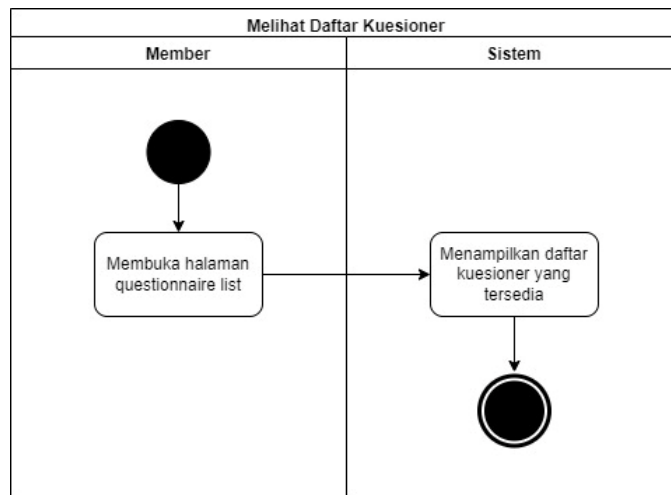 Melihat Daftar Kuesioner
Member
Sistem
Membuka halaman
questionnaire list
Menampilkan daftar
kuesioner yang
tersedia